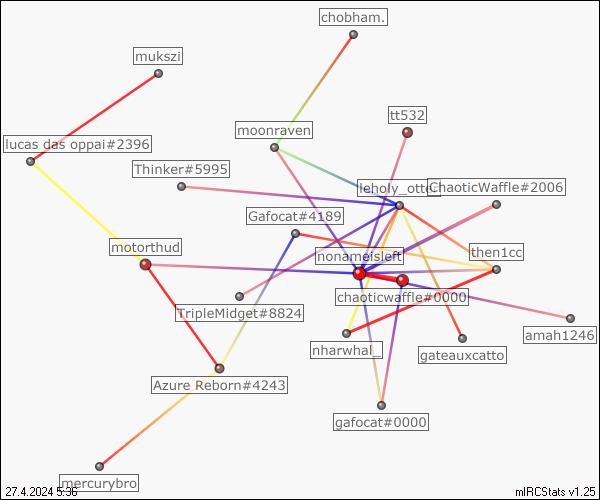 chobham.
mukszi
tt532
moonraven
lucas das oppai#2396
Thinker#5995
leholy_otte
ChaoticWaffle#2006
Gafocat#4189
motorthud
nonameisleft
then1cc
chaoticwaffle#0000
TripleMidget#8824
amah1246
nharwhal_
gateauxcatto
Azure Reborn#4243
gafocat#0000
mercurybro
27.4.2024 5:36
mIRCStats v1.25